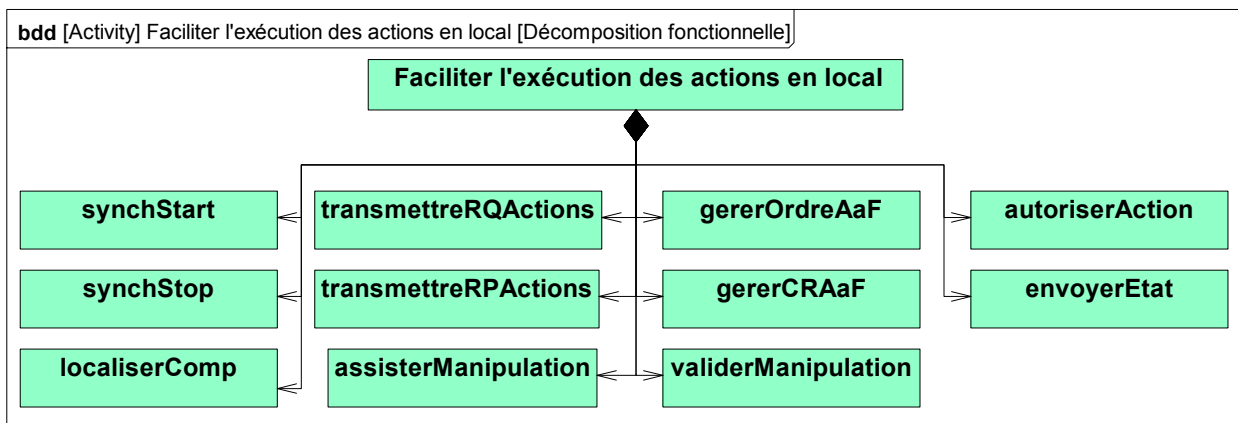 bdd [Activity] Faciliter l'exécution des actions en local [Décomposition fonctionnelle]
Faciliter l'exécution des actions en local
synchStart
transmettreRQActions
gererOrdreAaF
autoriserAction
synchStop
transmettreRPActions
gererCRAaF
envoyerEtat
localiserComp
assisterManipulation
validerManipulation